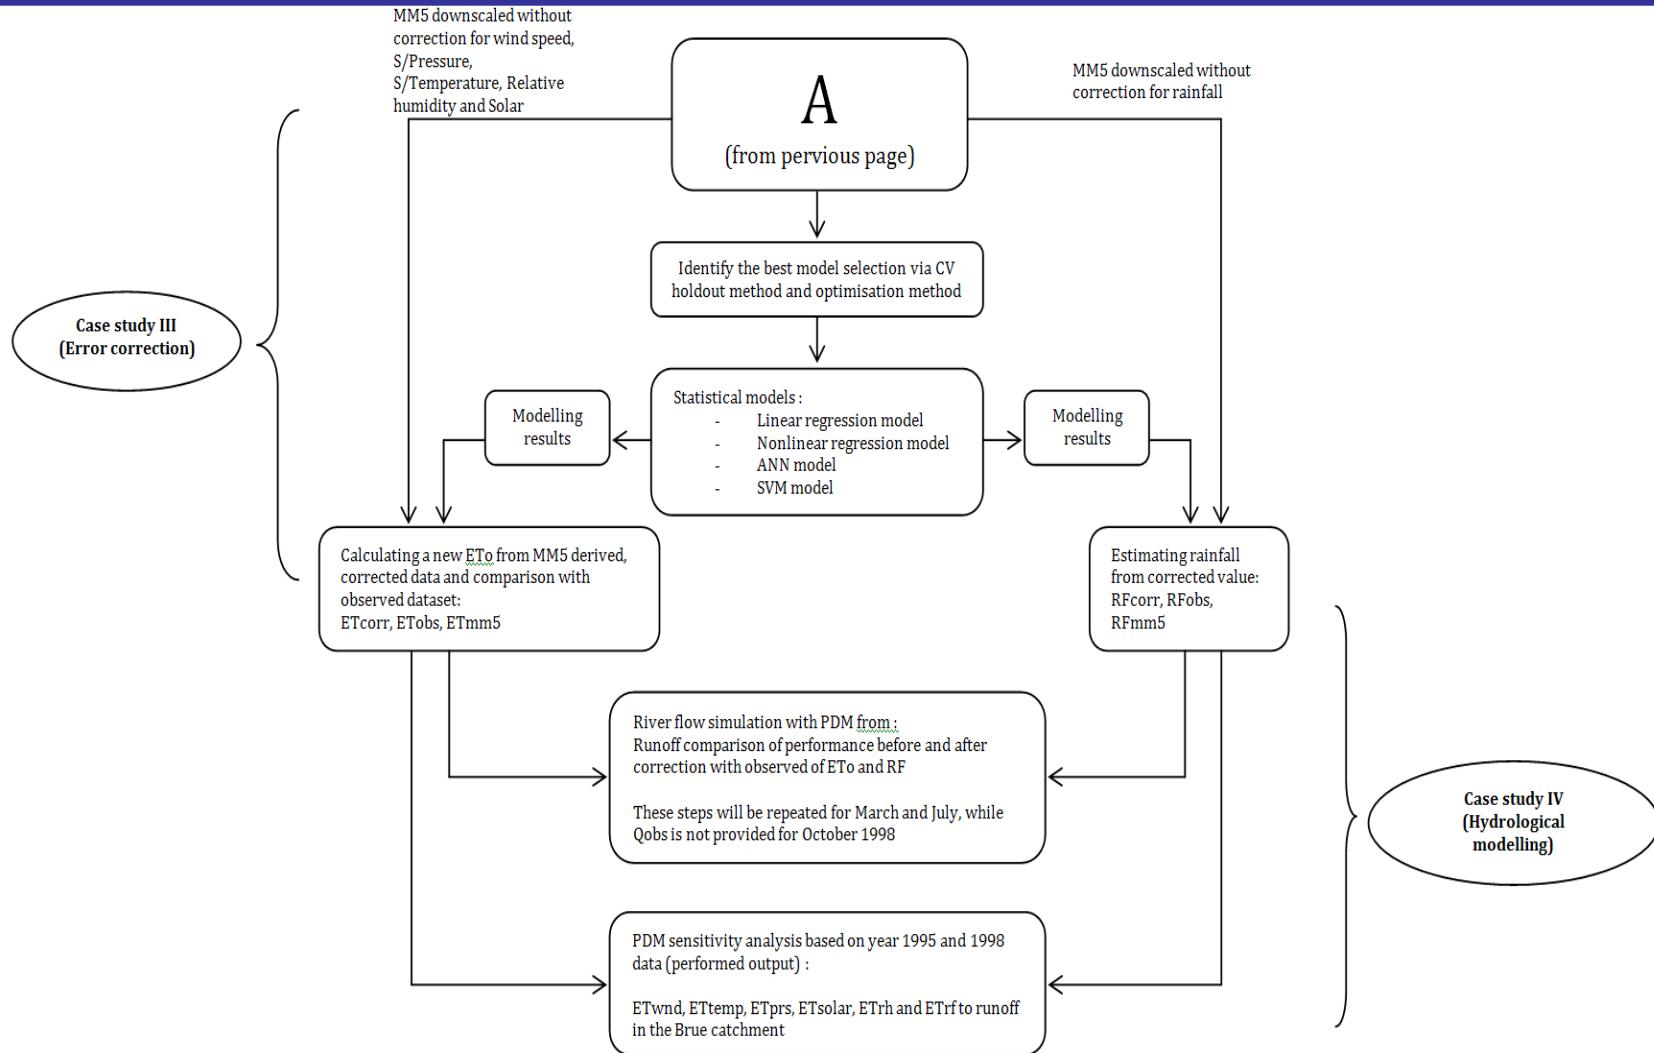 MM5 downscaled without
correction for wind speed,
S/Pressure,
S/Temperature, Relative
humidity and Solar
A
(from pervious page)
MM5 downscaled without
correction for rainfall
Identify the best model selection via CV
holdout method and optimisation method
Case study III
(Error correction)
Modelling
results
Statistical models :
- Linear regression model
- Nonlinear regression model
- ANN model
- SVM model
Modelling
results
Calculating a new ETo from MM5 derived,
corrected data and comparison with
observed dataset:
ETcorr, ETobs, ETmm5
Estimating rainfall
from corrected value:
RFcorr, RFobs,
RFmm5
River flow simulation with PDM from :
Runoff comparison of performance before and after
correction with observed of ETo and RF
These steps will be repeated for March and July, while
Qobs is not provided for October 1998
Case study IV
(Hydrological
modelling)
PDM sensitivity analysis based on year 1995 and 1998
data (performed output) :
ETwnd, ETtemp, ETprs, ETsolar, ETrh and ETrf to runoff
in the Brue catchment